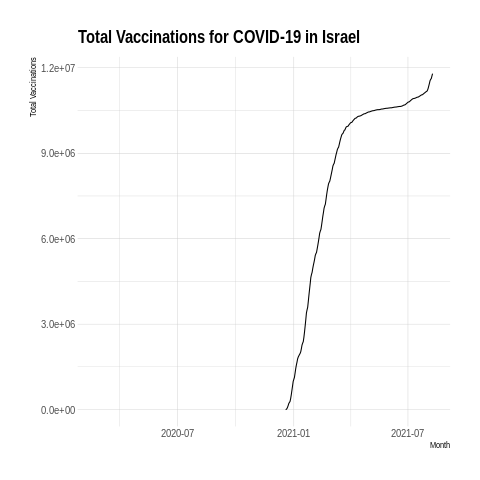 Total Vaccinations for COVID-19 in Israel
Total Vaccinations
1.2e+07
9.0e+06
6.0e+06
3.0e+06
0.0e+00
2020-07
2021-01
2021-07
Month